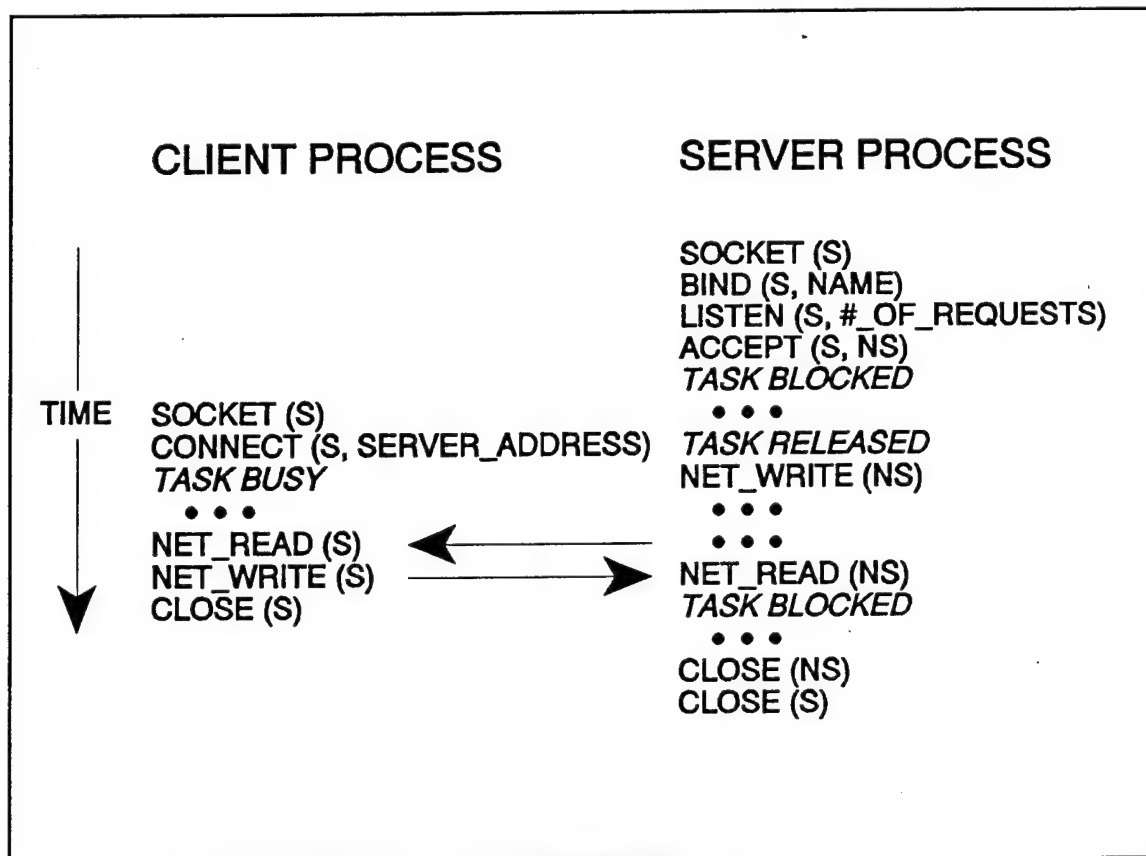 CLIENT PROCESS
SERVER PROCESS
TIME
SOCKET (S)
CONNECT (S, SERVER_ADDRESS)
TASK BUSY
• • •
NET_READ (S)
NET_WRITE (S)
CLOSE (S)
SOCKET (S)
BIND (S, NAME)
LISTEN (S, #_OF_REQUESTS)
ACCEPT (S, NS)
TASK BLOCKED
• • •
TASK RELEASED
NET_WRITE (NS)
• • •
• • •
NET_READ (NS)
TASK BLOCKED
• • •
CLOSE (NS)
CLOSE (S)